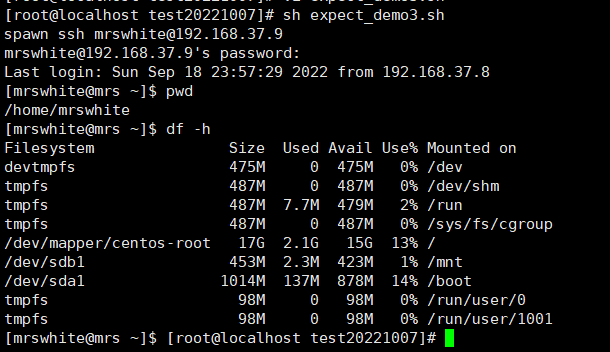 [root@localhost test20221007]# sh expect_demo3.sh
spawn ssh mrswhite@192.168.37.9
mrswhite@192.168.37.9's password:
Last login: Sun Sep 18 23:57:29 2022 from 192.168.37.8
[mrswhite@mrs ~]$ pwd
/home/mrswhite
[mrswhite@mrs ~]$ df -h
Filesystem               Size  Used Avail Use% Mounted on
devtmpfs                 475M     0  475M   0% /dev
tmpfs                    487M     0  487M   0% /dev/shm
tmpfs                    487M  7.7M  479M   2% /run
tmpfs                    487M     0  487M   0% /sys/fs/cgroup
/dev/mapper/centos-root   17G  2.1G   15G  13% /
/dev/sdb1                453M  2.3M  423M   1% /mnt
/dev/sda1               1014M  137M  878M  14% /boot
tmpfs                     98M     0   98M   0% /run/user/0
tmpfs                     98M     0   98M   0% /run/user/1001
[mrswhite@mrs ~]$ [root@localhost test20221007]#